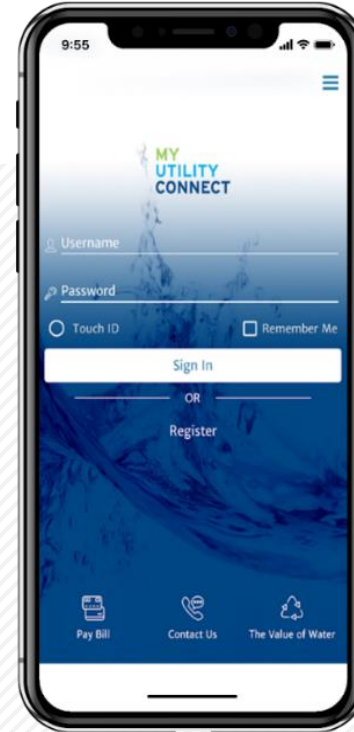 9:55
MY
UTILITY
CONNECT
Username
Password
Touch ID
Remember Me
Sign In
OR
Register
Pay Bill
Contact Us
The Value of Water